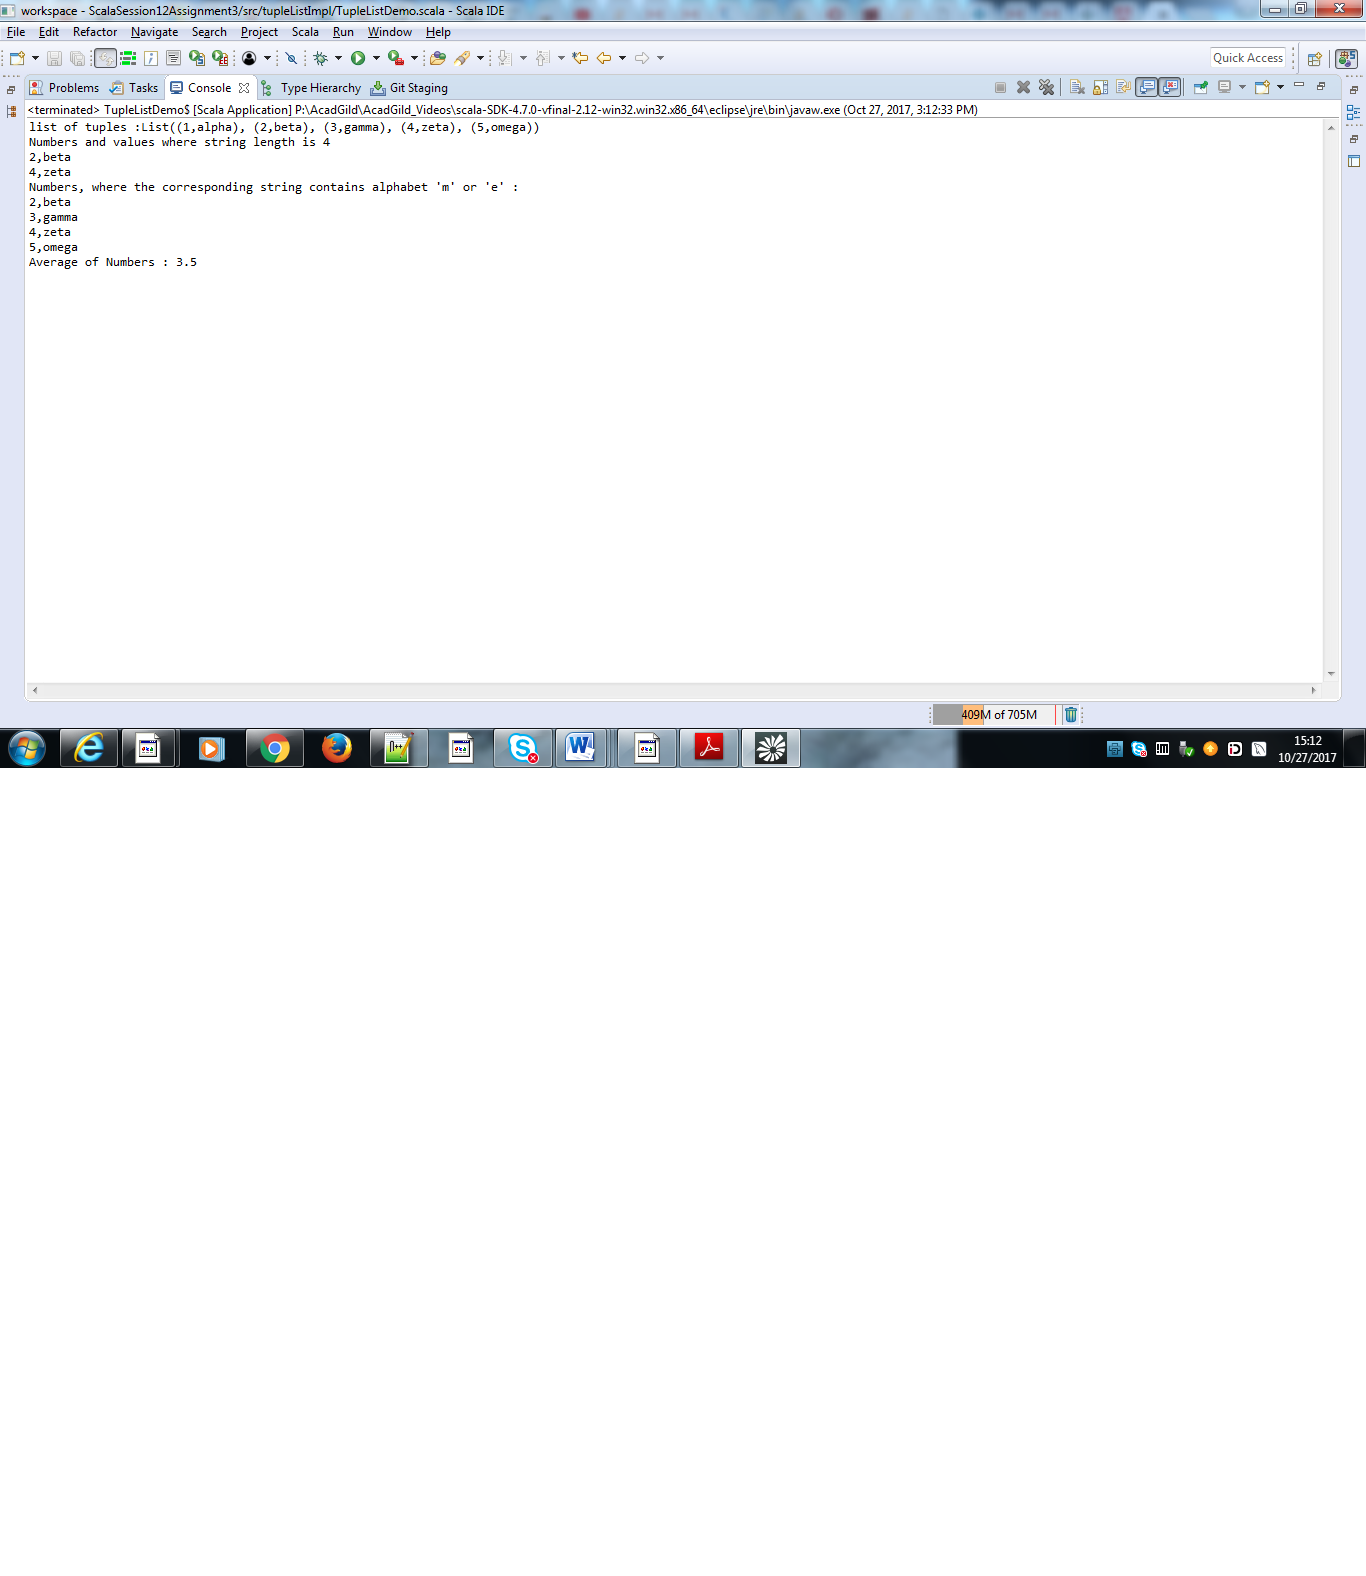 workspace - ScalaSession12Assignment3/src/tupleListImpl/TupleListDemo.scala - Scala IDE
File Edit Refactor Navigate Search Project Scala Run Window Help
Quick Access
Problems Tasks Console Type Hierarchy Git Staging
<terminated> TupleListDemo$ [Scala Application] P:\AcadGild\AcadGild_Videos\scala-SDK-4.7.0-vfinal-2.12-win32.win32.x86_64\eclipse\jre\bin\javaw.exe (Oct 27, 2017, 3:12:33 PM)
list of tuples :List((1,alpha), (2,beta), (3,gamma), (4,zeta), (5,omega))
Numbers and values where string length is 4
2,beta
4,zeta
Numbers, where the corresponding string contains alphabet 'm' or 'e' :
2,beta
3,gamma
4,zeta
5,omega
Average of Numbers : 3.5
409M of 705M
15:12
10/27/2017